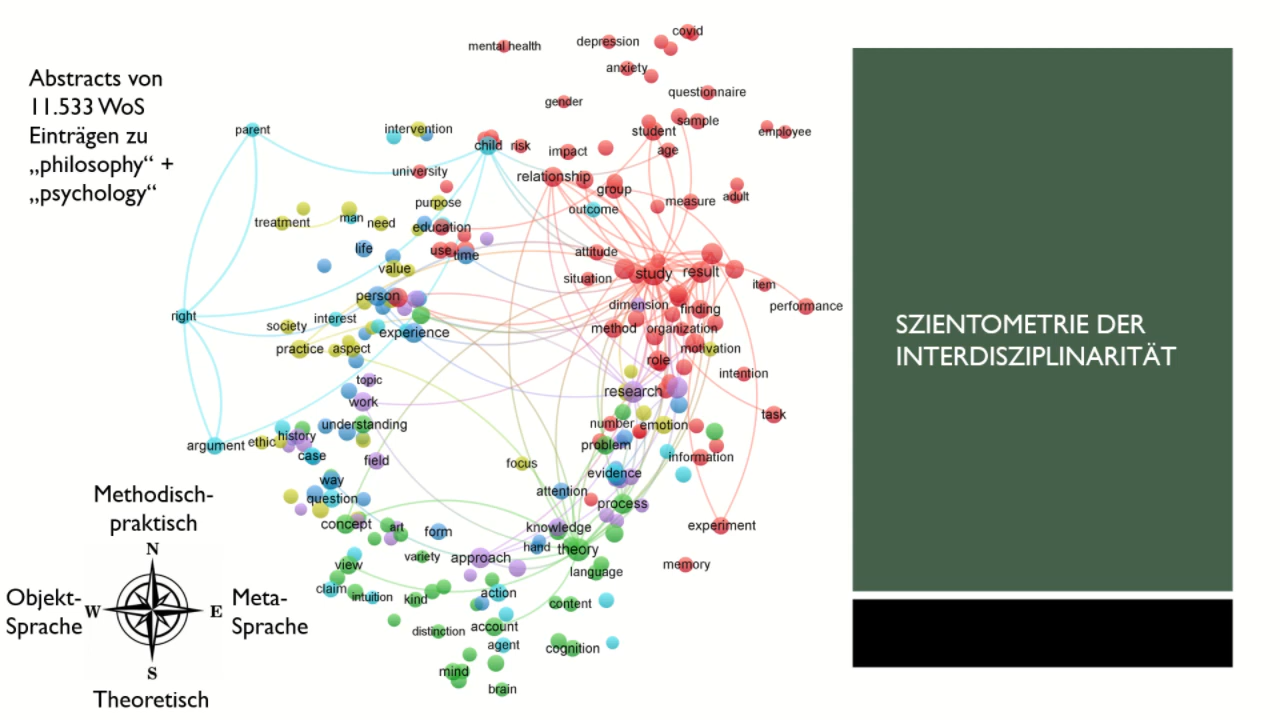 Abstracts von
11.533 WoS
Einträgen zu
„philosophy“ +
„psychology“
covid
mental health
depression
anxiety
questionnaire
gender
sample
parent
intervention
student
employee
child
risk
impact
age
university
relationship
group
adult
purpose
measure
outcome
treatment
man
need
education
life
use
time
attitude
value
study
result
situation
item
person
dimension
finding
performance
right
interest
society
experience
method
organization
practice
aspect
motivation
role
topic
intention
work
research
task
understanding
number
emotion
argument
ethic
history
problem
case
field
focus
information
way
evidence
question
attention
process
concept
art
form
knowledge
experiment
hand
theory
variety
approach
view
language
memory
claim
intuition
kind
action
content
distinction
account
agent
cognition
mind
brain
Methodisch-
praktisch
N
Objekt-
Sprache
W
E
Meta-
Sprache
S
Theoretisch
SZIENTOMETRIE DER
INTERDISZIPLINARITÄT